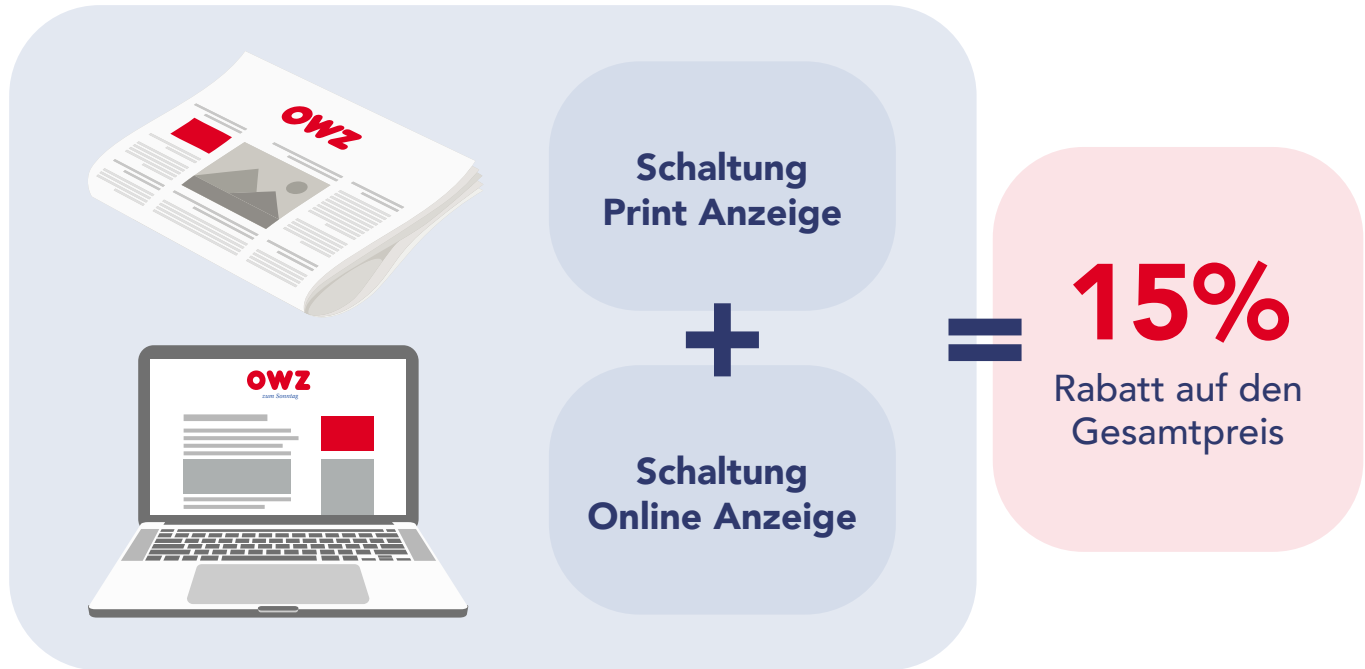 OWZ
Schaltung
Print Anzeige
+
OWZ
zum Sonntag
Schaltung
Online Anzeige
=
15%
Rabatt auf den
Gesamtpreis